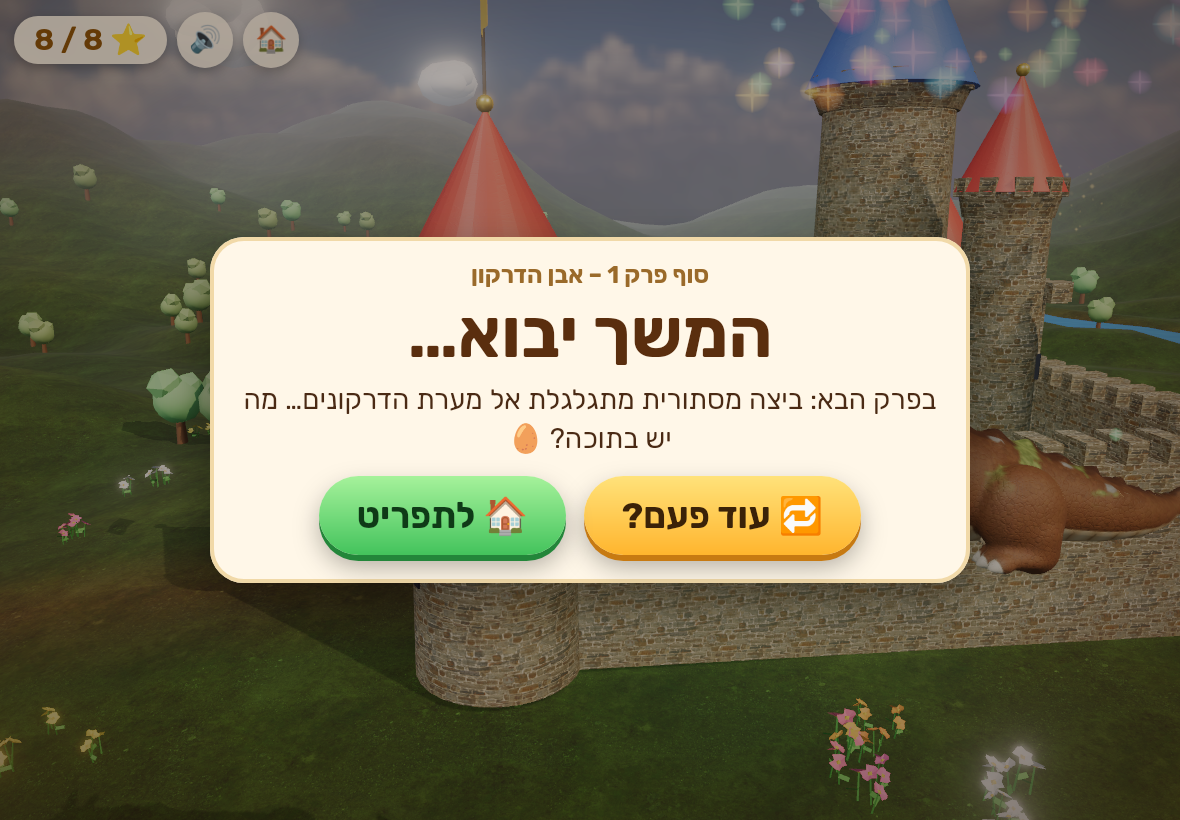 8 / 8 ⭐
סוף פרק 1 – אבן הדרקון
המשך יבוא...
בפרק הבא: ביצה מסתורית מתגלגלת אל מערת הדרקונים... מה
יש בתוכה? 🥚
🔁 עוד פעם?
🏠 לתפריט